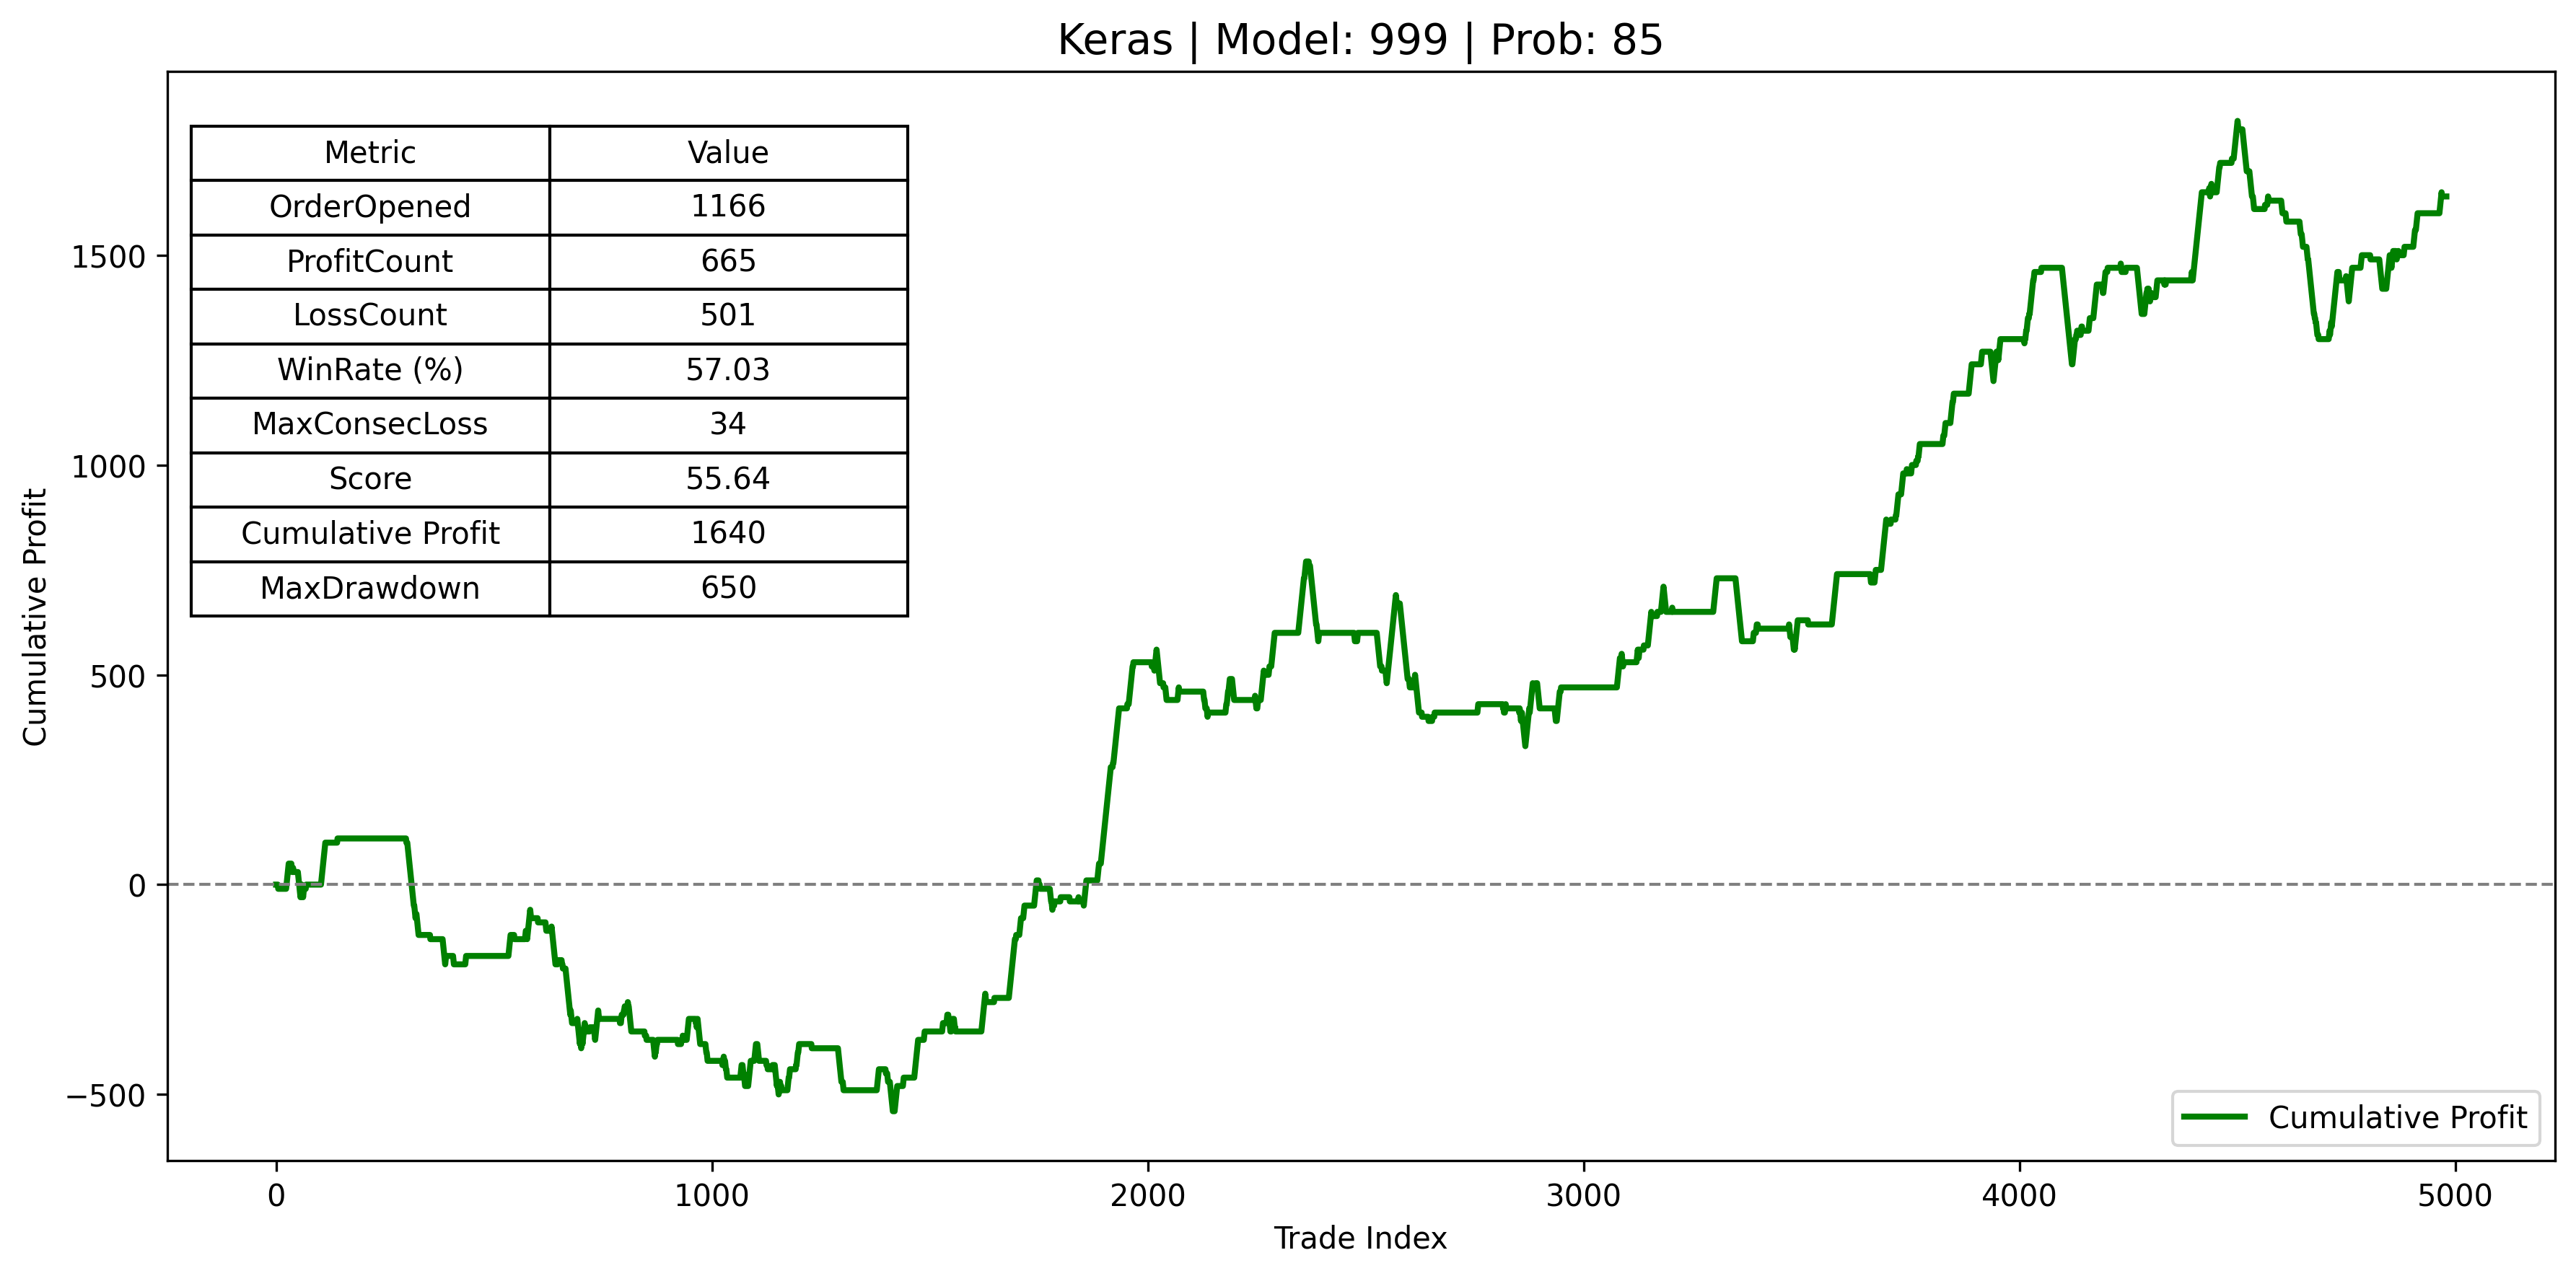 Keras | Model: 999 | Prob: 85
Metric Value
OrderOpened 1166
ProfitCount 665
LossCount 501
WinRate (%) 57.03
MaxConsecLoss 34
Score 55.64
Cumulative Profit 1640
MaxDrawdown 650
Cumulative Profit
1500
1000
500
0
−500
Cumulative Profit
0 1000 2000 3000 4000 5000
Trade Index